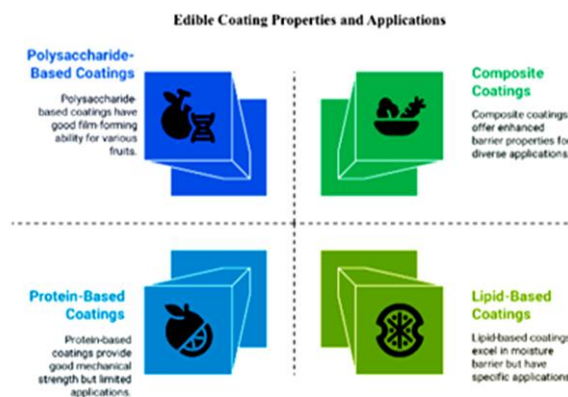 Edible Coating Properties and Applications
Polysaccharide-
Based Coatings
Polysaccharide-
based coatings have
good film-forming
ability for various
fruits.
Composite
Coatings
Composite coatings
offer enhanced
barrier properties for
diverse applications.
Protein-Based
Coatings
Protein-based
coatings provide
good mechanical
strength but limited
applications.
Lipid-Based
Coatings
Lipid-based coatings
excel in moisture
barrier but have
specific applications